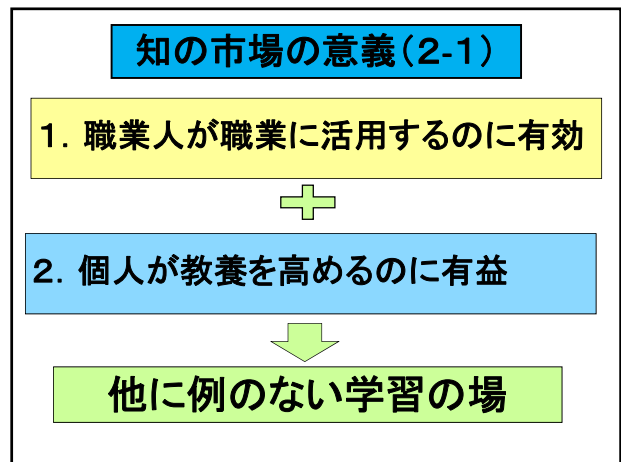 知の市場の意義(2-1)
1. 職業人が職業に活用するのに有効
2. 個人が教養を高めるのに有益
他に例のない学習の場